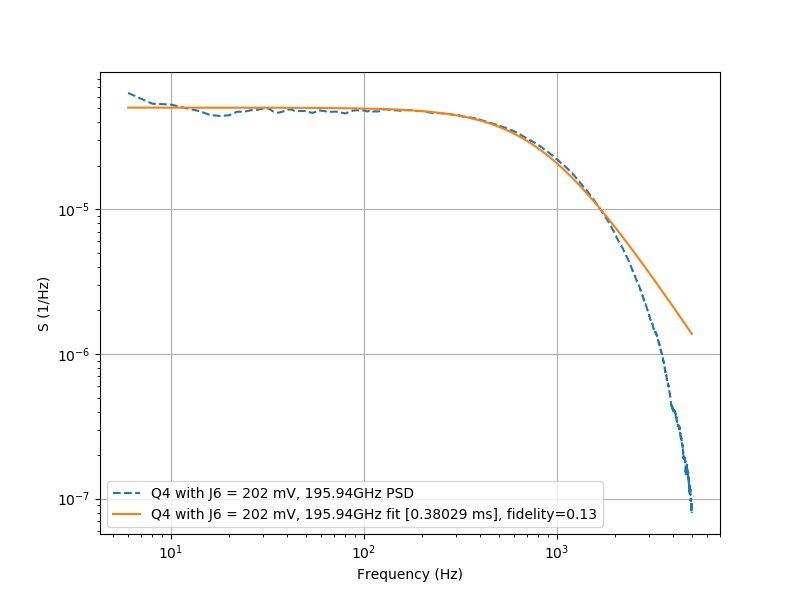 10⁻⁵
10⁻⁶
10⁻⁷
S (1/Hz)
Q4 with J6 = 202 mV, 195.94GHz PSD
Q4 with J6 = 202 mV, 195.94GHz fit [0.38029 ms], fidelity=0.13
10¹ 10² 10³
Frequency (Hz)